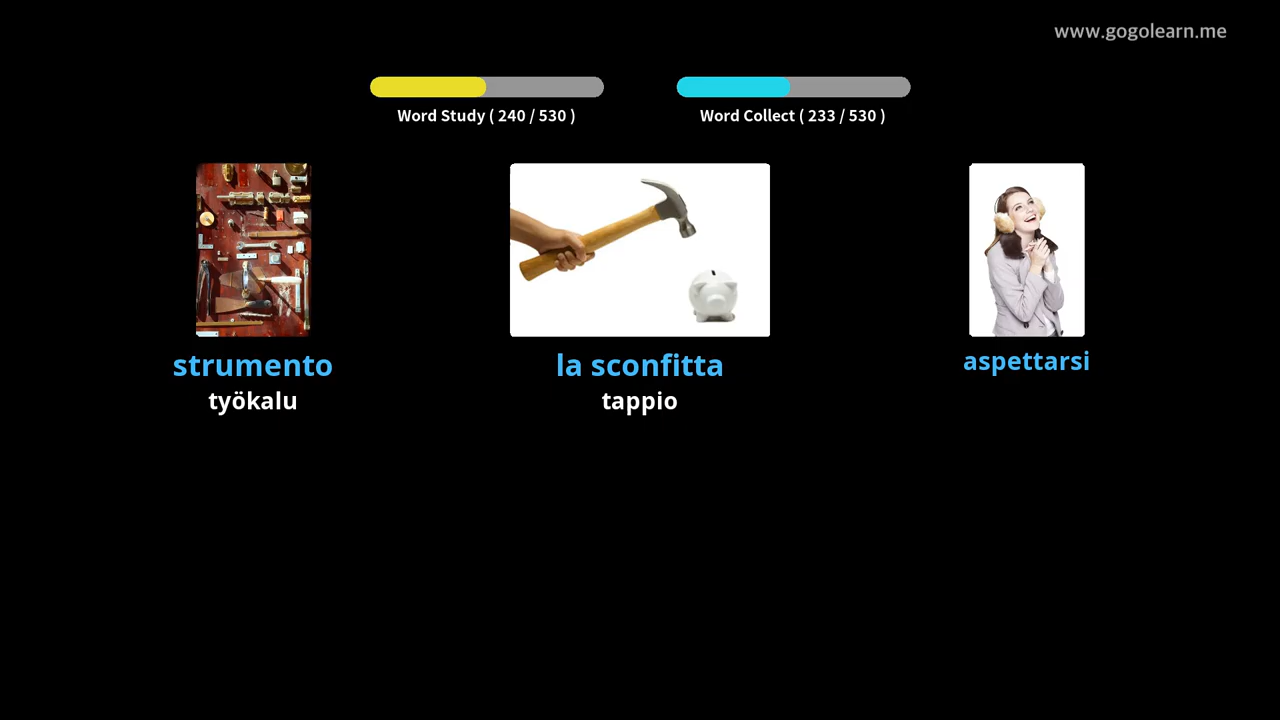 www.gogolearn.me
Word Study ( 240 / 530 )
Word Collect ( 233 / 530 )
strumento
työkalu
la sconfitta
tappio
aspettarsi